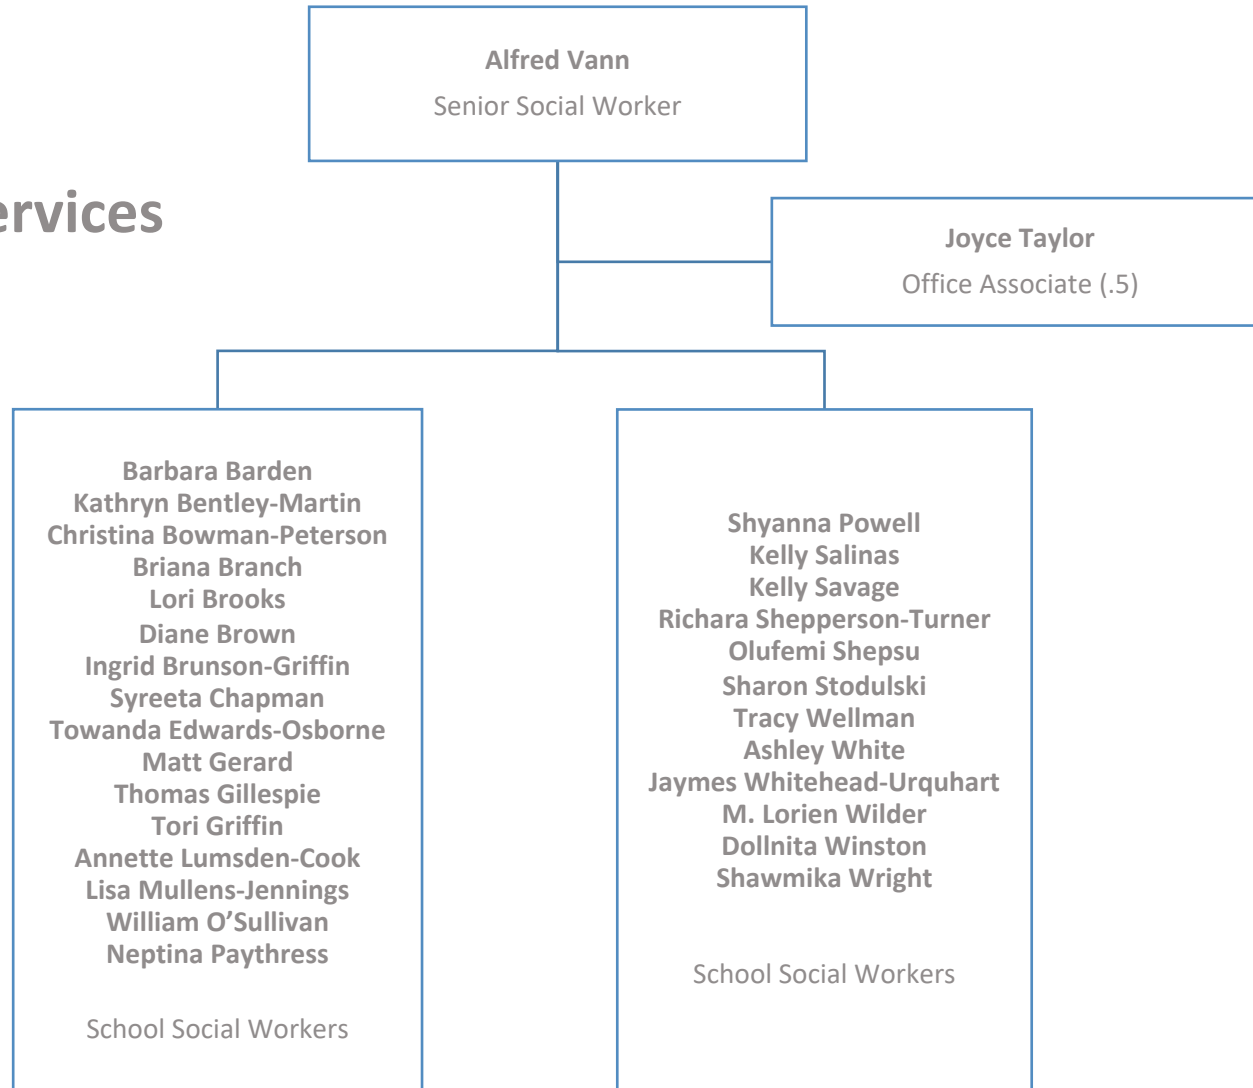 Alfred Vann
Senior Social Worker
ervices
Joyce Taylor
Office Associate (.5)
Barbara Barden
Kathryn Bentley-Martin
Christina Bowman-Peterson
Briana Branch
Lori Brooks
Diane Brown
Ingrid Brunson-Griffin
Syreeta Chapman
Towanda Edwards-Osborne
Matt Gerard
Thomas Gillespie
Tori Griffin
Annette Lumsden-Cook
Lisa Mullens-Jennings
William O’Sullivan
Neptina Paythress
School Social Workers
Shyanna Powell
Kelly Salinas
Kelly Savage
Richara Shepperson-Turner
Olufemi Shepsu
Sharon Stodulski
Tracy Wellman
Ashley White
Jaymes Whitehead-Urquhart
M. Lorien Wilder
Dollnita Winston
Shawmika Wright
School Social Workers